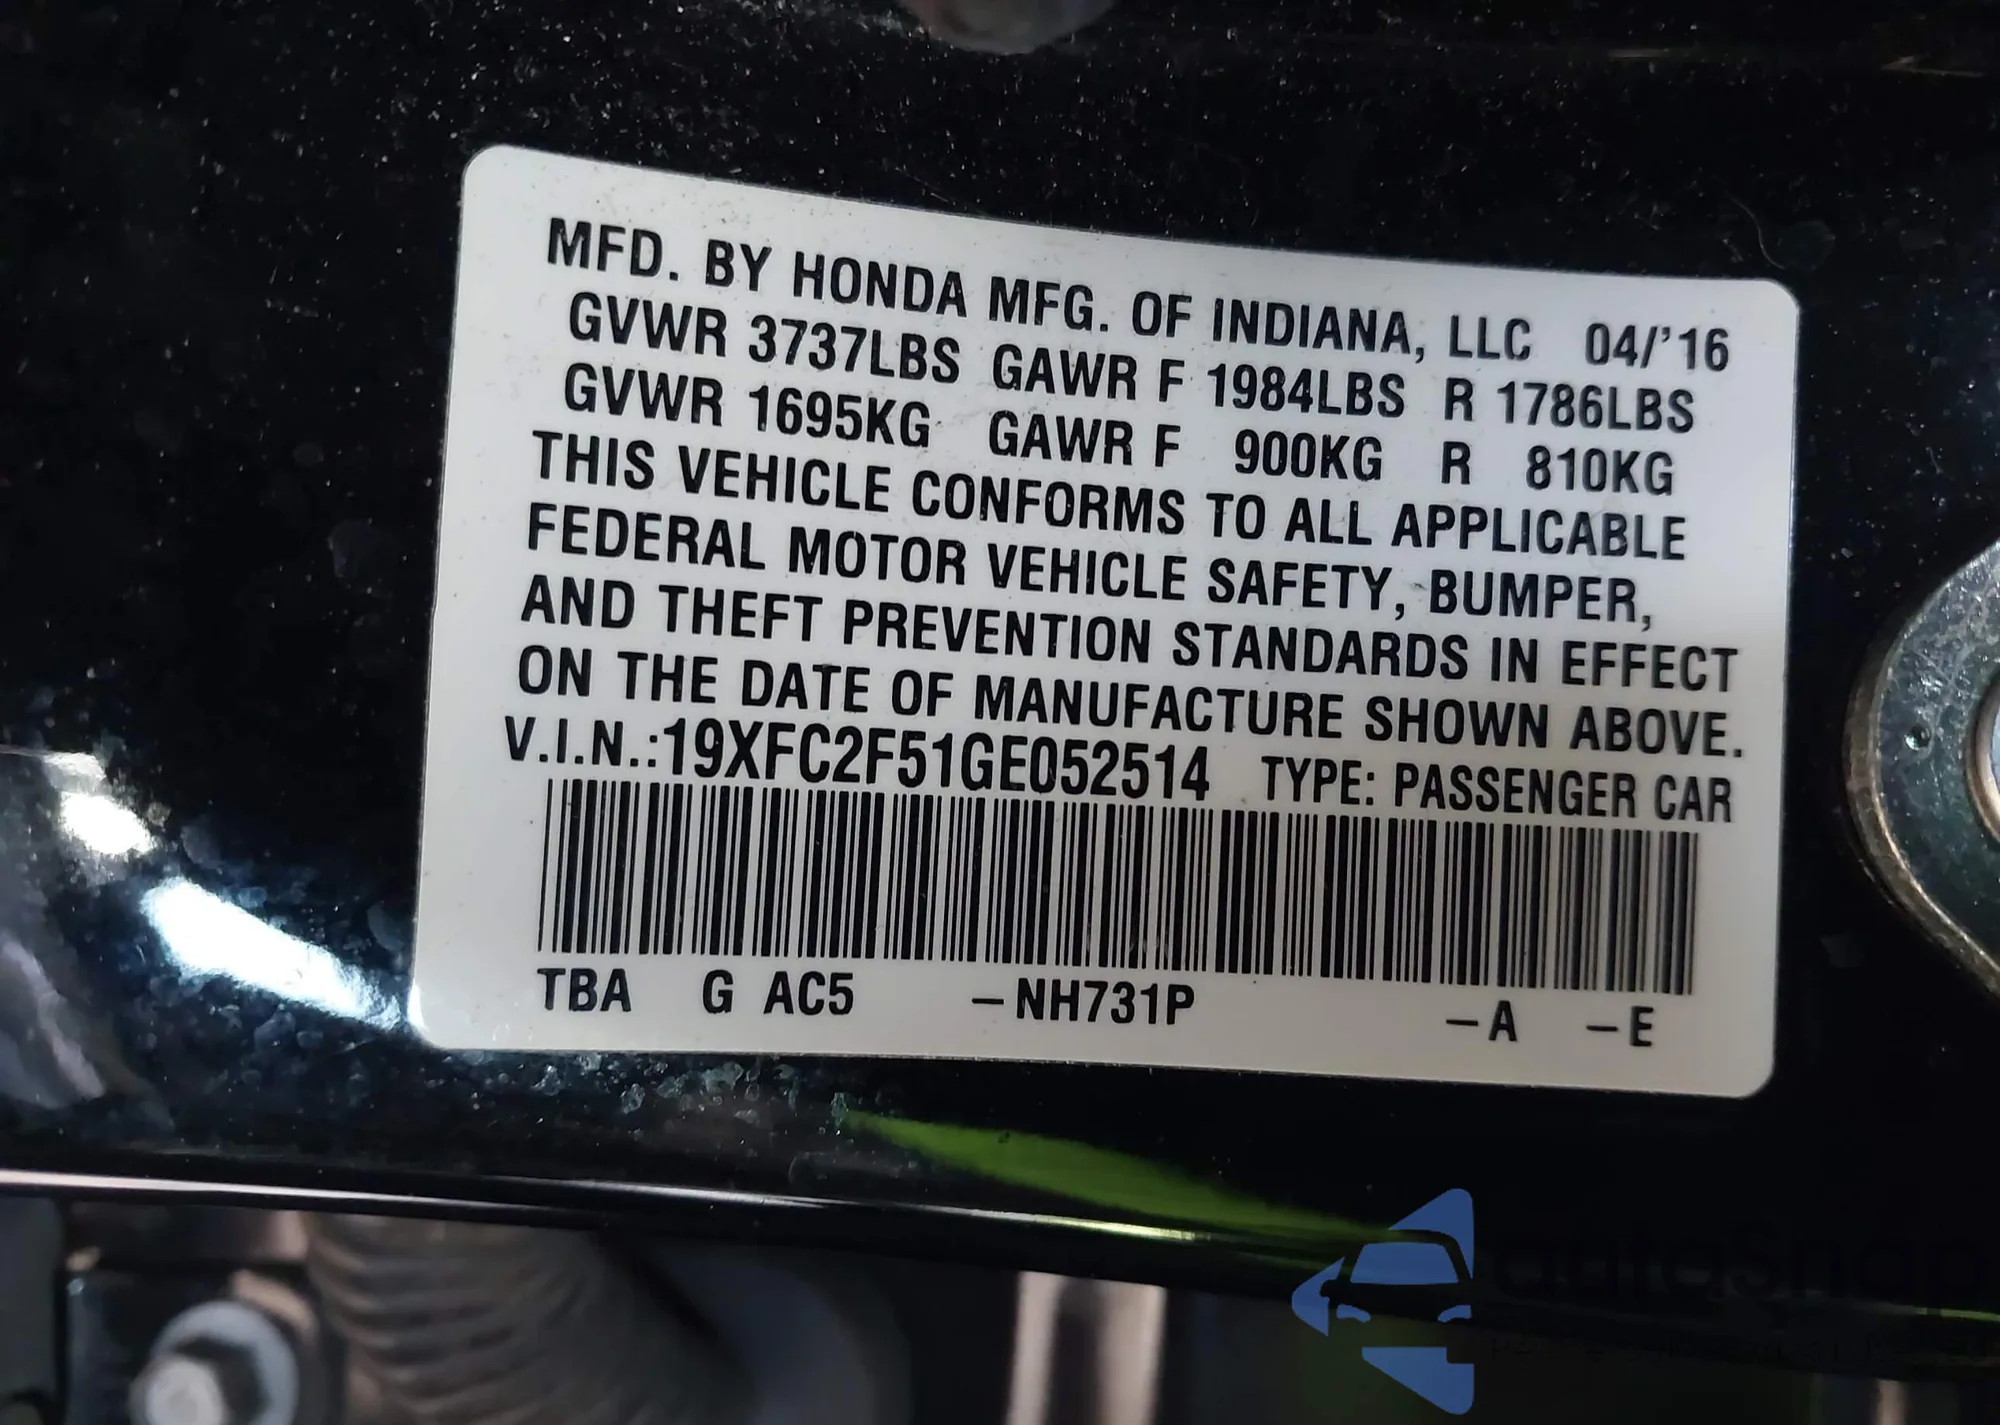 MFD. BY HONDA MFG. OF INDIANA, LLC 04/'16
GVWR 3737LBS GAWR F 1984LBS R 1786LBS
GVWR 1695KG GAWR F 900KG R 810KG
THIS VEHICLE CONFORMS TO ALL APPLICABLE
FEDERAL MOTOR VEHICLE SAFETY, BUMPER,
AND THEFT PREVENTION STANDARDS IN EFFECT
ON THE DATE OF MANUFACTURE SHOWN ABOVE.
V.I.N.:19XFC2F51GE052514 TYPE: PASSENGER CAR
TBA G AC5 –NH731P –A –E